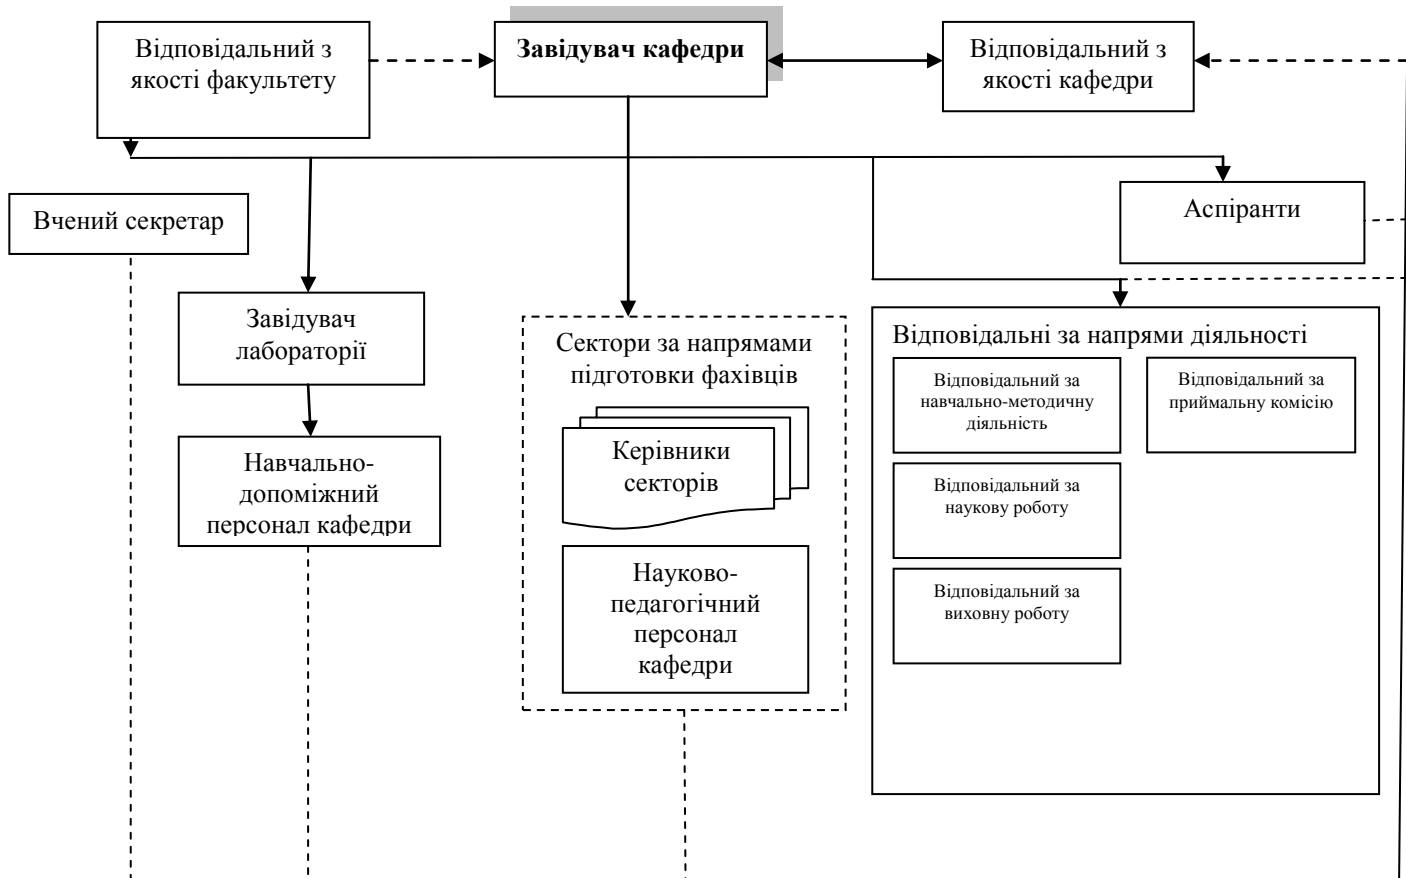 Відповідальний з
якості факультету
Завідувач кафедри
Відповідальний з
якості кафедри
Вчений секретар
Аспіранти
Завідувач
лабораторії
Навчально-
допоміжний
персонал кафедри
Сектори за напрямами
підготовки фахівців
Керівники
секторів
Науково-
педагогічний
персонал
кафедри
Відповідальні за напрями діяльності
Відповідальний за
навчально-методичну
діяльність
Відповідальний за
приймальну комісію
Відповідальний за
наукову роботу
Відповідальний за
виховну роботу